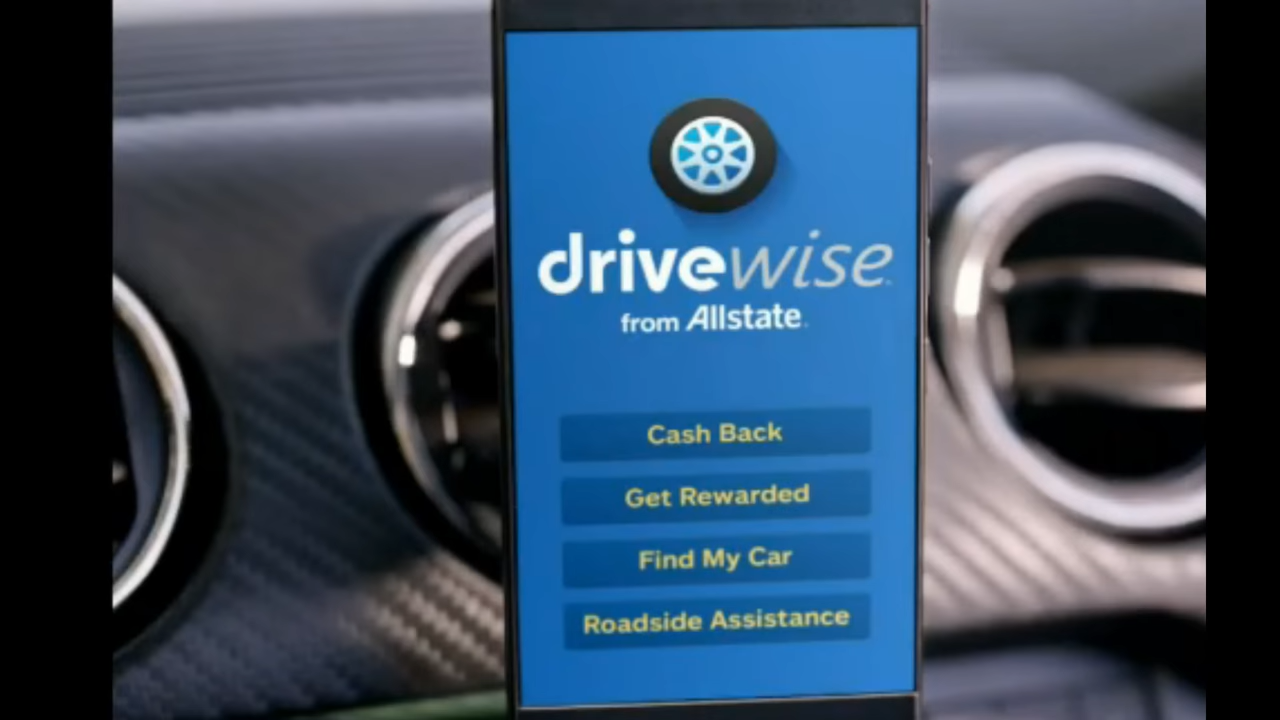 drivewise
from Allstate
Cash Back
Get Rewarded
Find My Car
Roadside Assistance